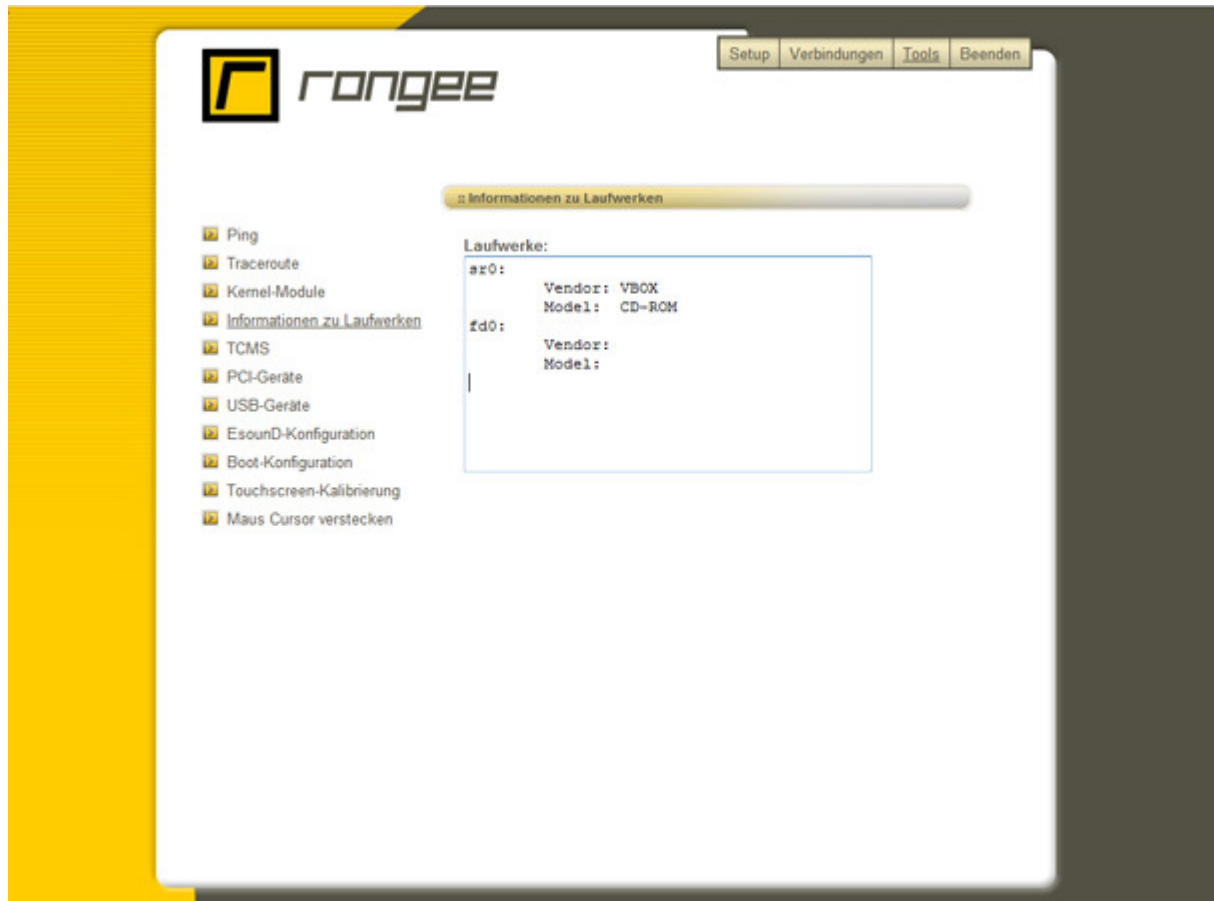 rangee
Setup Verbindungen Tools Beenden
:: Informationen zu Laufwerken
Ping
Traceroute
Kernel-Module
Informationen zu Laufwerken
TCMS
PCI-Geräte
USB-Geräte
EsounD-Konfiguration
Boot-Konfiguration
Touchscreen-Kalibrierung
Maus Cursor verstecken
Laufwerke:
sr0:
Vendor: VBOX
Model: CD-ROM
fd0:
Vendor:
Model: